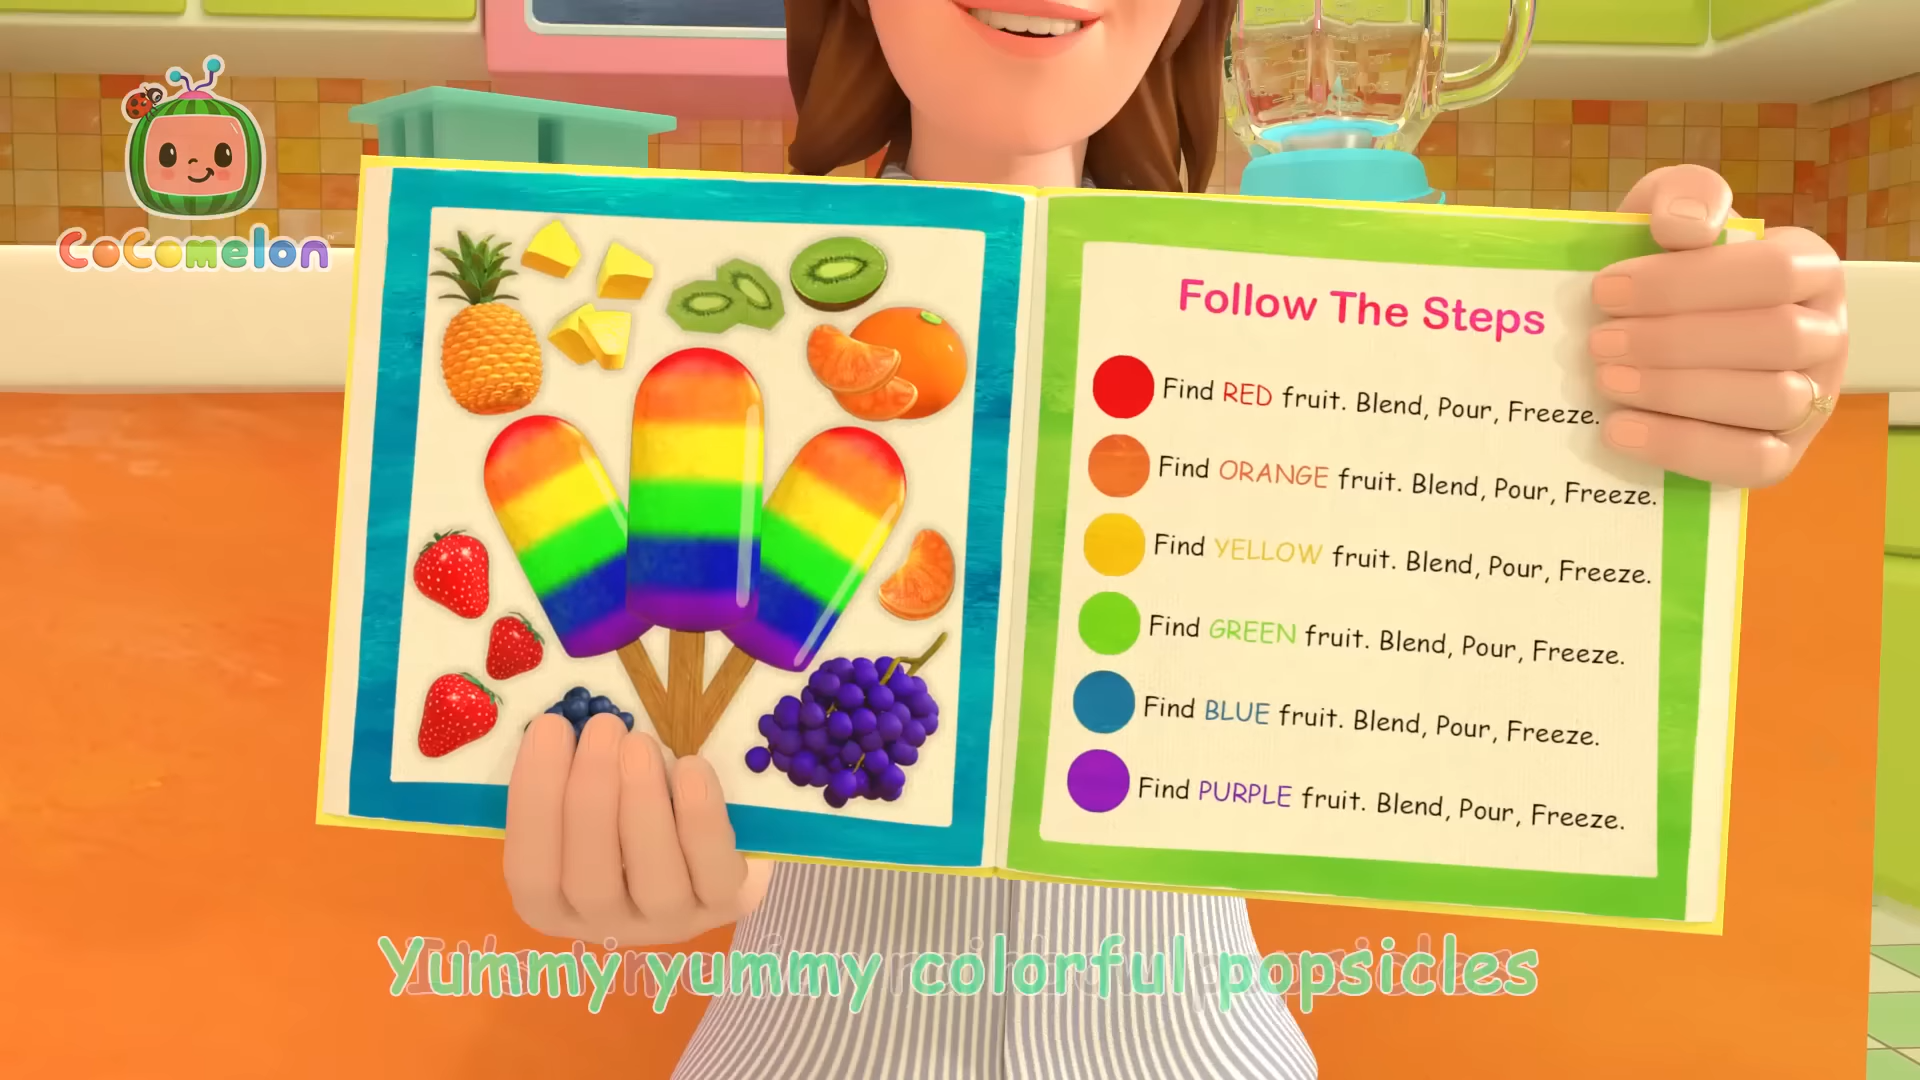 CoComelon
Follow The Steps
Find RED fruit. Blend, Pour, Freeze.
Find ORANGE fruit. Blend, Pour, Freeze.
Find YELLOW fruit. Blend, Pour, Freeze.
Find GREEN fruit. Blend, Pour, Freeze.
Find BLUE fruit. Blend, Pour, Freeze.
Find PURPLE fruit. Blend, Pour, Freeze.
Yummy yummy colorful popsicles